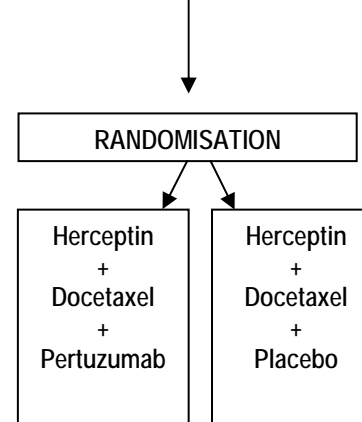 RANDOMISATION
Herceptin
+
Docetaxel
+
Pertuzumab
Herceptin
+
Docetaxel
+
Placebo